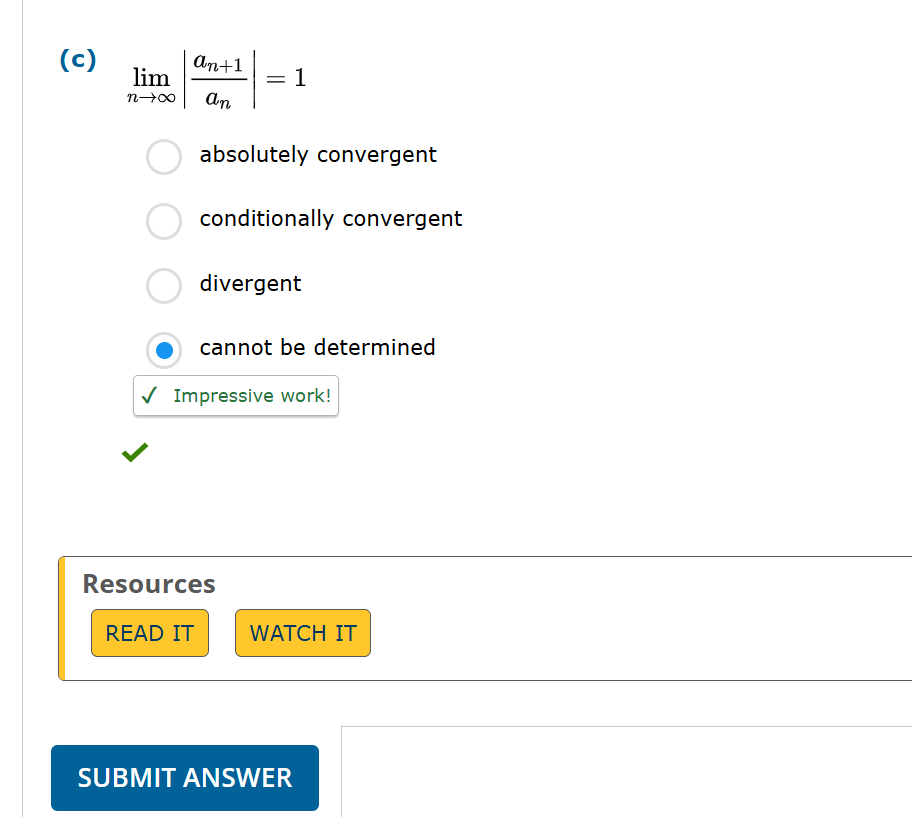 (c) lim n→∞ |a_{n+1} / a_n| = 1
absolutely convergent
conditionally convergent
divergent
cannot be determined
✓ Impressive work!
Resources
READ IT WATCH IT
SUBMIT ANSWER